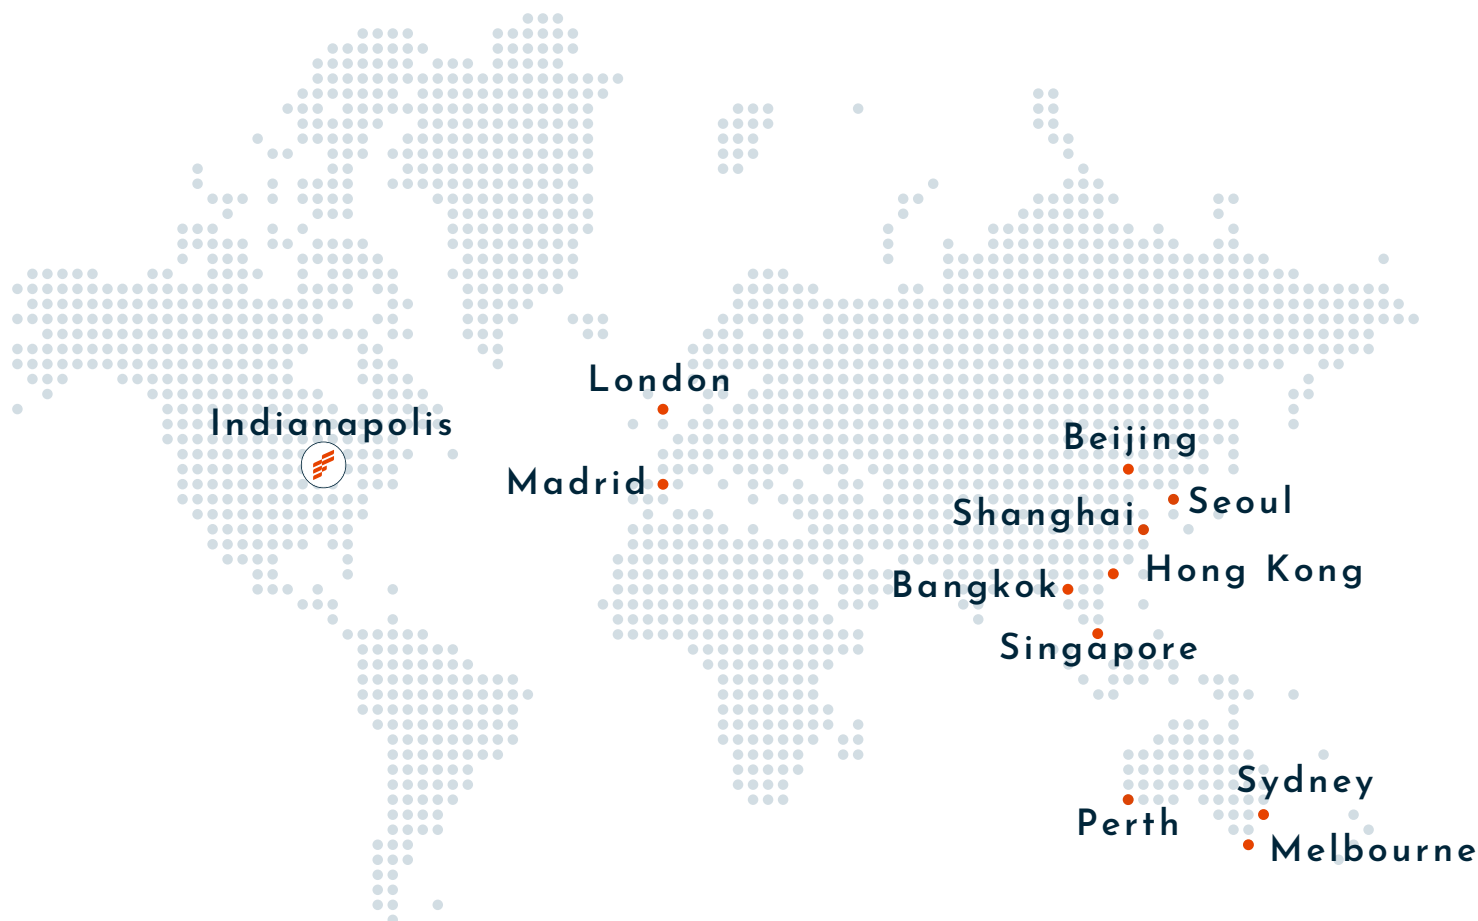 London
Indianapolis
Beijing
Madrid
Seoul
Shanghai
Hong Kong
Bangkok
Singapore
Sydney
Perth
Melbourne